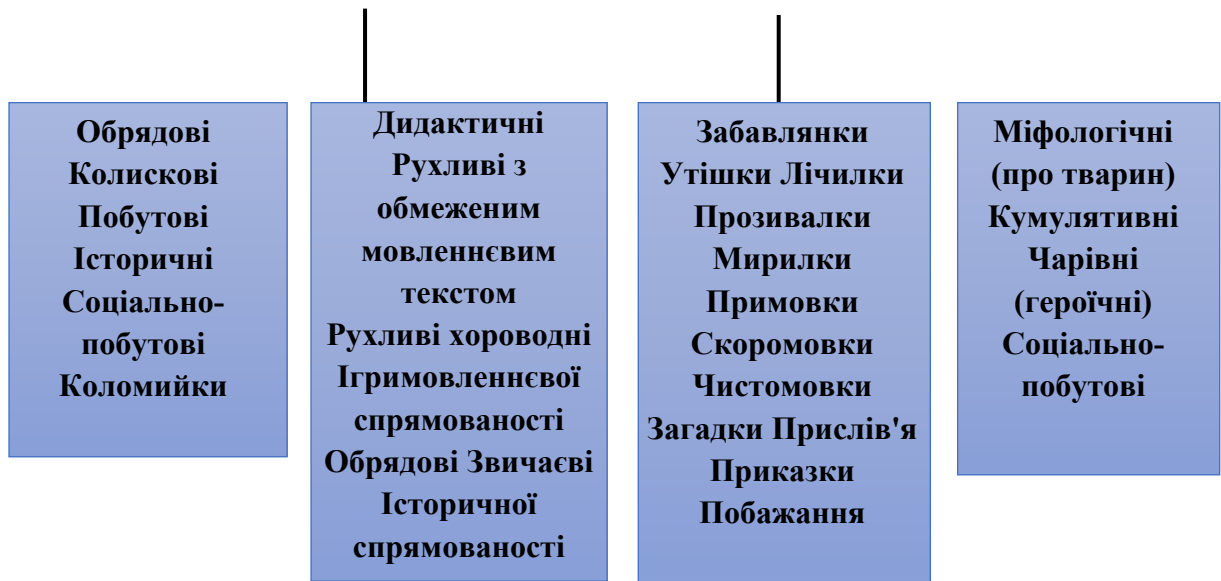 Обрядові
Колискові
Побутові
Історичні
Соціально-
побутові
Коломийки
Дидактичні
Рухливі з
обмеженим
мовленнєвим
текстом
Рухливі хороводні
Ігримовленнєвої
спрямованості
Обрядові Звичаєві
Історичної
спрямованості
Забавлянки
Утішки Лічилки
Прозивалки
Мирилки
Примовки
Скоромовки
Чистомовки
Загадки Прислів'я
Приказки
Побажання
Міфологічні
(про тварин)
Кумулятивні
Чарівні
(героїчні)
Соціально-
побутові